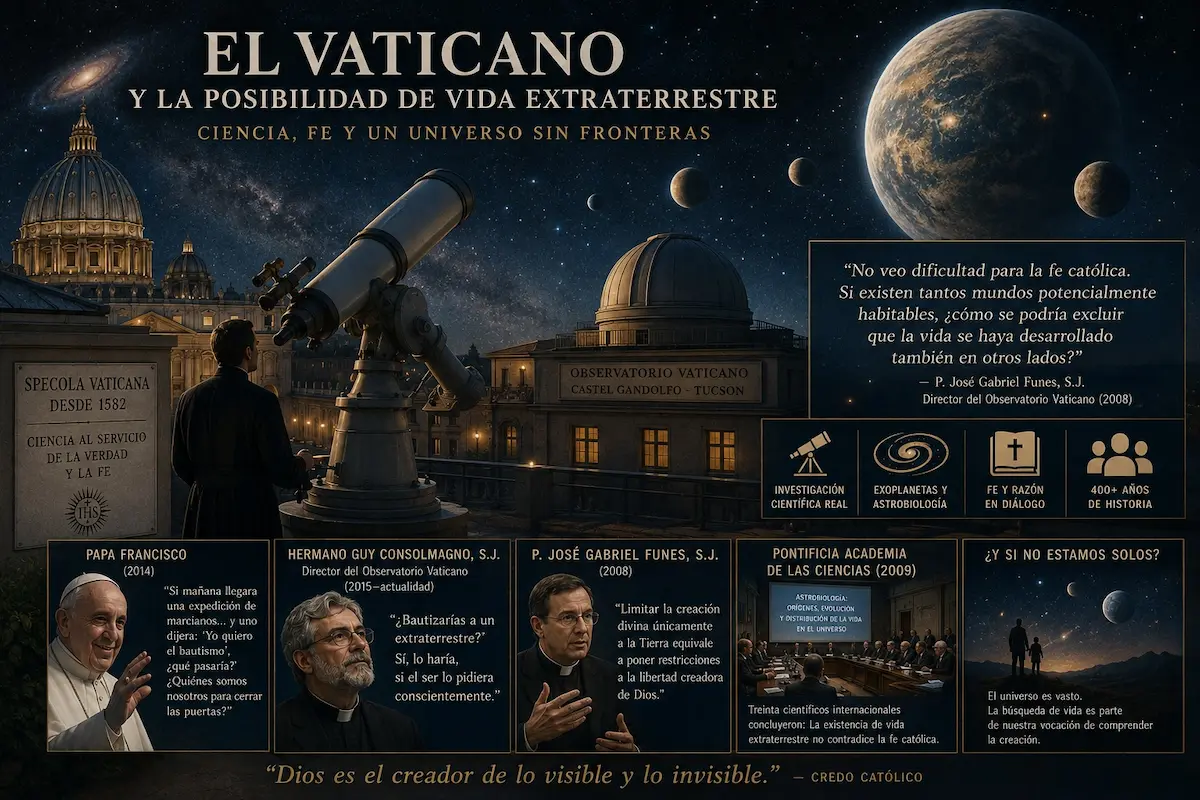 EL VATICANO
Y LA POSIBILIDAD DE VIDA EXTRATERRESTRE
CIENCIA, FE Y UN UNIVERSO SIN FRONTERAS
SPECOLA VATICANA
DESDE 1582
CIENCIA AL SERVICIO
DE LA VERDAD
Y LA FE
IHS
OBSERVATORIO VATICANO
CASTEL GANDOLFO - TUCSON
“No veo dificultad para la fe católica.
Si existen tantos mundos potencialmente
habitables, ¿cómo se podría excluir
que la vida se haya desarrollado
también en otros lados?”
— P. José Gabriel Funes, S.J.
Director del Observatorio Vaticano (2008)
INVESTIGACIÓN
CIENTÍFICA REAL
EXOPLANETAS Y
ASTROBIOLOGÍA
FE Y RAZÓN
EN DIÁLOGO
400+ AÑOS
DE HISTORIA
PAPA FRANCISCO
(2014)
“Si mañana llegara
una expedición de
marcianos... y uno
dijera: ‘Yo quiero
el bautismo’,
¿qué pasaría?
¿Quiénes somos
nosotros para cerrar
las puertas?”
HERMANO GUY CONSOLMAGNO, S.J.
Director del Observatorio Vaticano
(2015–actualidad)
“¿Bautizarías a un
extraterrestre?’
Sí, lo haría,
si el ser lo pidiera
conscientemente.”
P. JOSÉ GABRIEL FUNES, S.J.
(2008)
“Limitar la creación
divina únicamente
a la Tierra equivale
a poner restricciones
a la libertad creadora
de Dios.”
PONTIFICIA ACADEMIA
DE LAS CIENCIAS (2009)
ASTROBIOLOGÍA:
ORÍGENES, EVOLUCIÓN
Y DISTRIBUCIÓN DE LA VIDA
EN EL UNIVERSO
Treinta científicos internacionales
concluyeron: La existencia de vida
extraterrestre no contradice la fe católica.
¿Y SI NO ESTAMOS SOLOS?
El universo es vasto.
La búsqueda de vida es parte
de nuestra vocación de comprender
la creación.
“Dios es el creador de lo visible y lo invisible.” — CREDO CATÓLICO